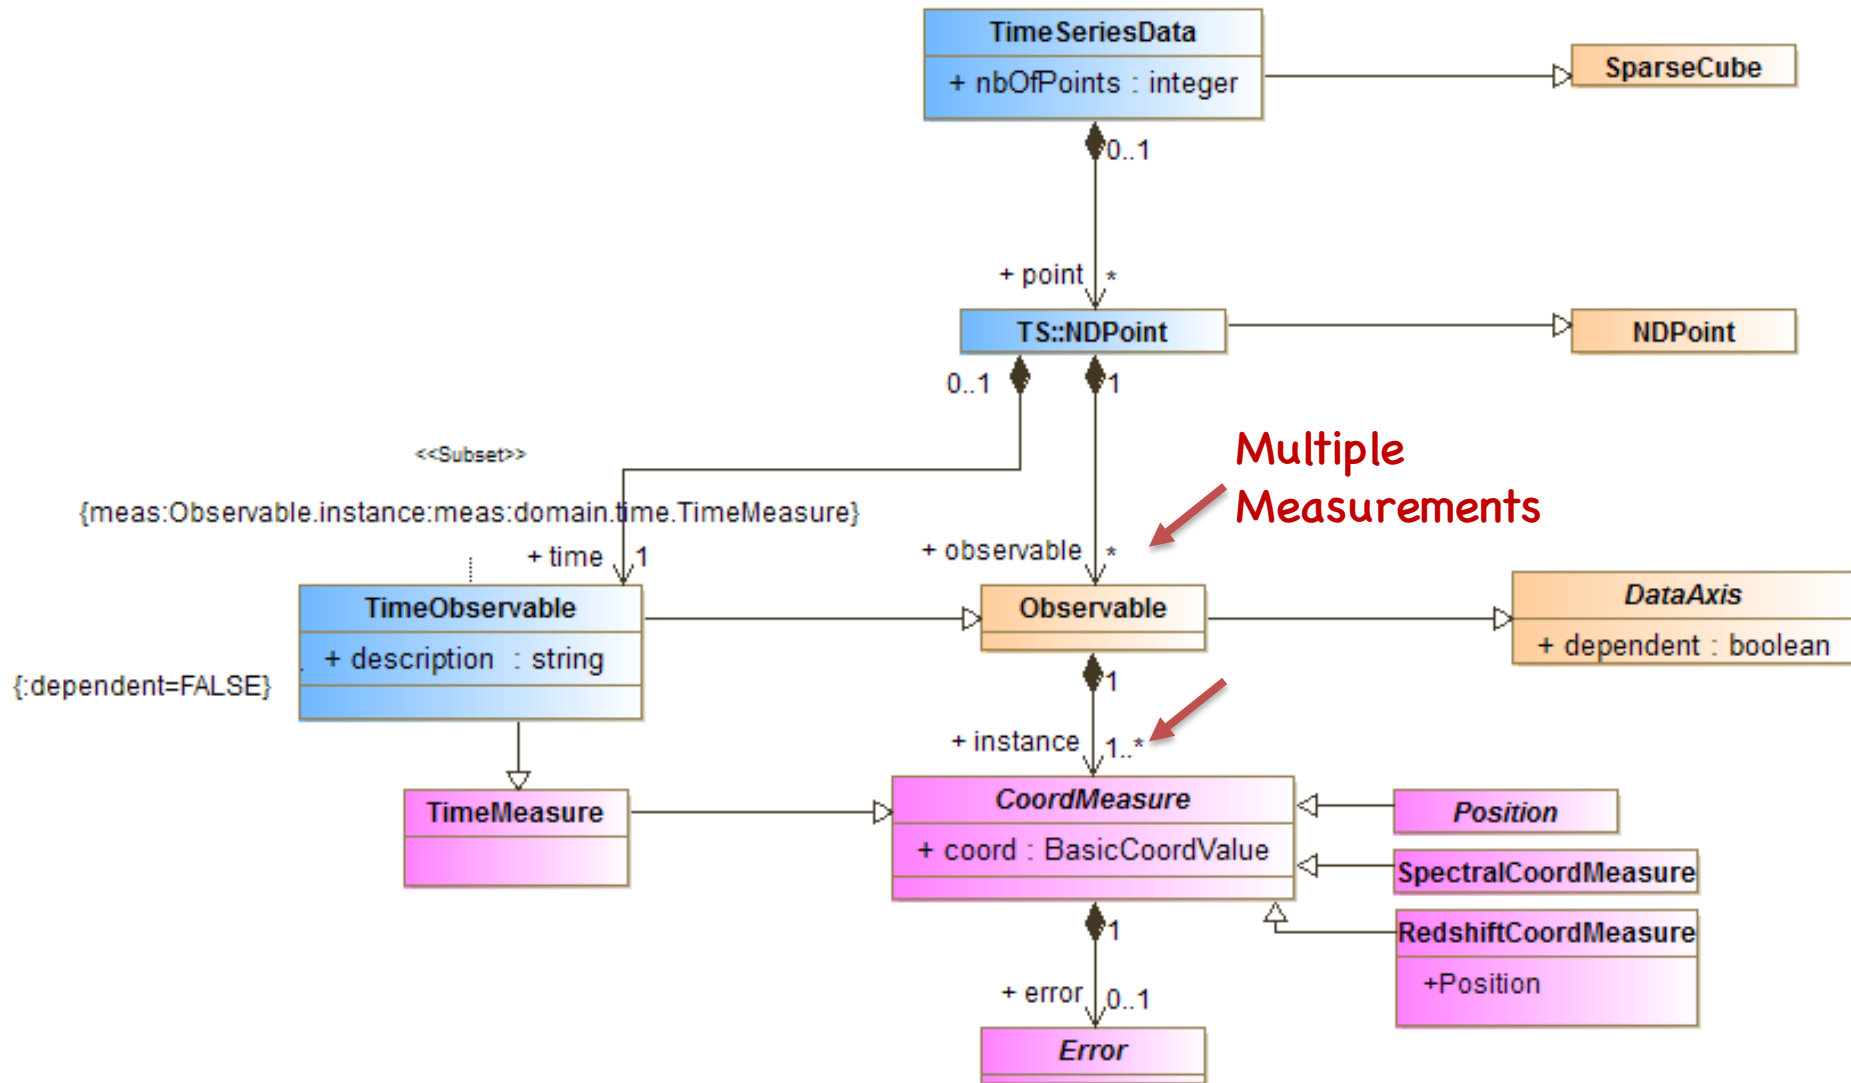 TimeSeriesData
+ nbOfPoints : integer
SparseCube
0..1
+ point
*
TS::NDPoint
NDPoint
0..1
1
<<Subset>>
Multiple
Measurements
{meas:Observable.instance:meas:domain.time.TimeMeasure}
+ time
1
+ observable
*
TimeObservable
+ description : string
{:dependent=FALSE}
Observable
DataAxis
+ dependent : boolean
1
+ instance
1..*
TimeMeasure
CoordMeasure
+ coord : BasicCoordValue
Position
SpectralCoordMeasure
RedshiftCoordMeasure
+Position
1
+ error
0..1
Error